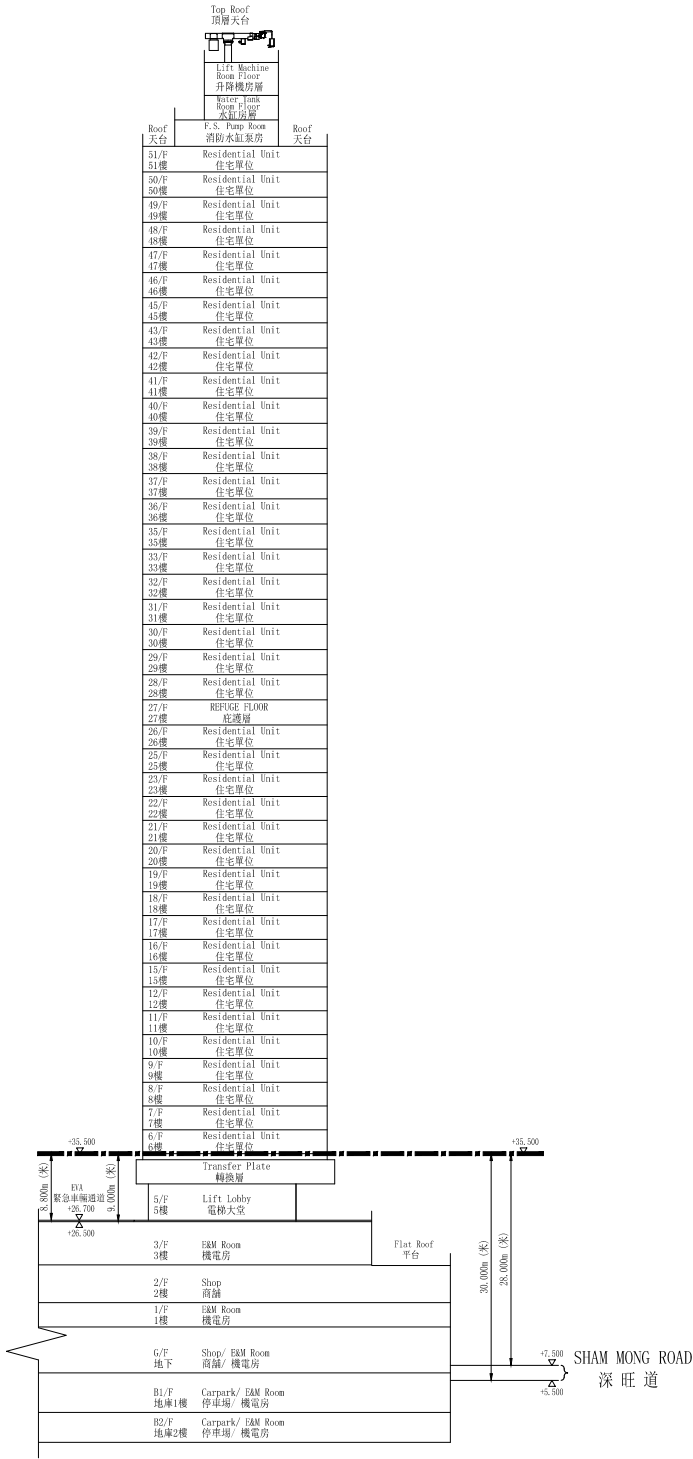 Top Roof
頂層天台
Lift Machine
Room Floor
升降機房層
Water Tank
Room Floor
水缸房層
Roof
天台
F.S. Pump Room
消防水缸泵房
Roof
天台
51/F Residential Unit
51樓 住宅單位
50/F Residential Unit
50樓 住宅單位
49/F Residential Unit
49樓 住宅單位
48/F Residential Unit
48樓 住宅單位
47/F Residential Unit
47樓 住宅單位
46/F Residential Unit
46樓 住宅單位
45/F Residential Unit
45樓 住宅單位
43/F Residential Unit
43樓 住宅單位
42/F Residential Unit
42樓 住宅單位
41/F Residential Unit
41樓 住宅單位
40/F Residential Unit
40樓 住宅單位
39/F Residential Unit
39樓 住宅單位
38/F Residential Unit
38樓 住宅單位
37/F Residential Unit
37樓 住宅單位
36/F Residential Unit
36樓 住宅單位
35/F Residential Unit
35樓 住宅單位
33/F Residential Unit
33樓 住宅單位
32/F Residential Unit
32樓 住宅單位
31/F Residential Unit
31樓 住宅單位
30/F Residential Unit
30樓 住宅單位
29/F Residential Unit
29樓 住宅單位
28/F Residential Unit
28樓 住宅單位
27/F REFUGE FLOOR
27樓 庇護層
26/F Residential Unit
26樓 住宅單位
25/F Residential Unit
25樓 住宅單位
23/F Residential Unit
23樓 住宅單位
22/F Residential Unit
22樓 住宅單位
21/F Residential Unit
21樓 住宅單位
20/F Residential Unit
20樓 住宅單位
19/F Residential Unit
19樓 住宅單位
18/F Residential Unit
18樓 住宅單位
17/F Residential Unit
17樓 住宅單位
16/F Residential Unit
16樓 住宅單位
15/F Residential Unit
15樓 住宅單位
12/F Residential Unit
12樓 住宅單位
11/F Residential Unit
11樓 住宅單位
10/F Residential Unit
10樓 住宅單位
9/F Residential Unit
9樓 住宅單位
8/F Residential Unit
8樓 住宅單位
7/F Residential Unit
7樓 住宅單位
6/F Residential Unit
6樓 住宅單位
+35.500
+35.500
Transfer Plate
轉換層
8.800m (米)
EVA
緊急車輛通道
+26.700
+26.500
9.000m (米)
5/F Lift Lobby
5樓 電梯大堂
3/F E&M Room
3樓 機電房
Flat Roof
平台
30.000m (米)
28.000m (米)
2/F Shop
2樓 商舖
1/F E&M Room
1樓 機電房
G/F Shop/ E&M Room
地下 商舖/ 機電房
+7.500
+5.500
SHAM MONG ROAD
深旺道
B1/F Carpark/ E&M Room
地庫1樓 停車場/ 機電房
B2/F Carpark/ E&M Room
地庫2樓 停車場/ 機電房